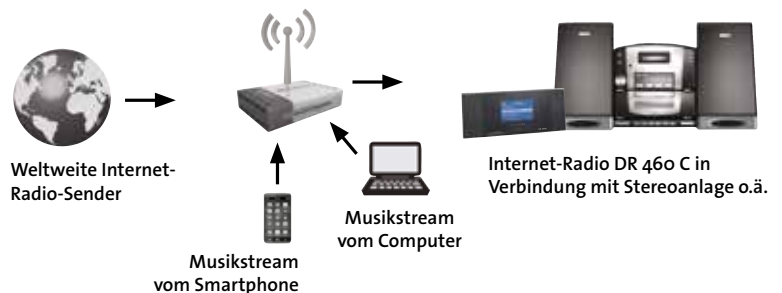 Weltweite Internet-
Radio-Sender
Musikstream
vom Smartphone
Musikstream
vom Computer
Internet-Radio DR 460 C in
Verbindung mit Stereoanlage o.ä.